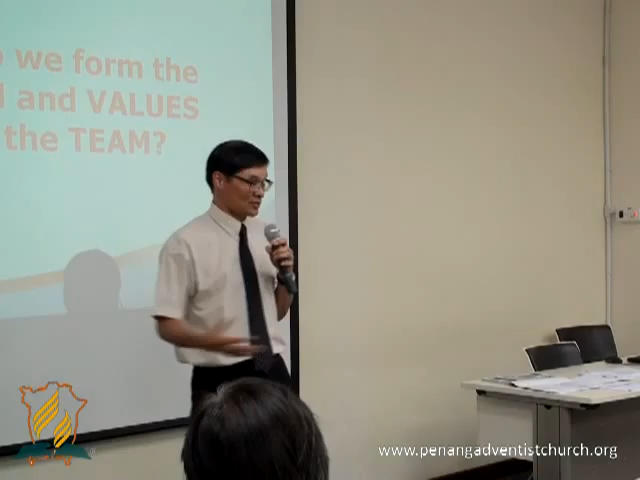 we form the
and VALUES
the TEAM?
www.penangadventistchurch.org